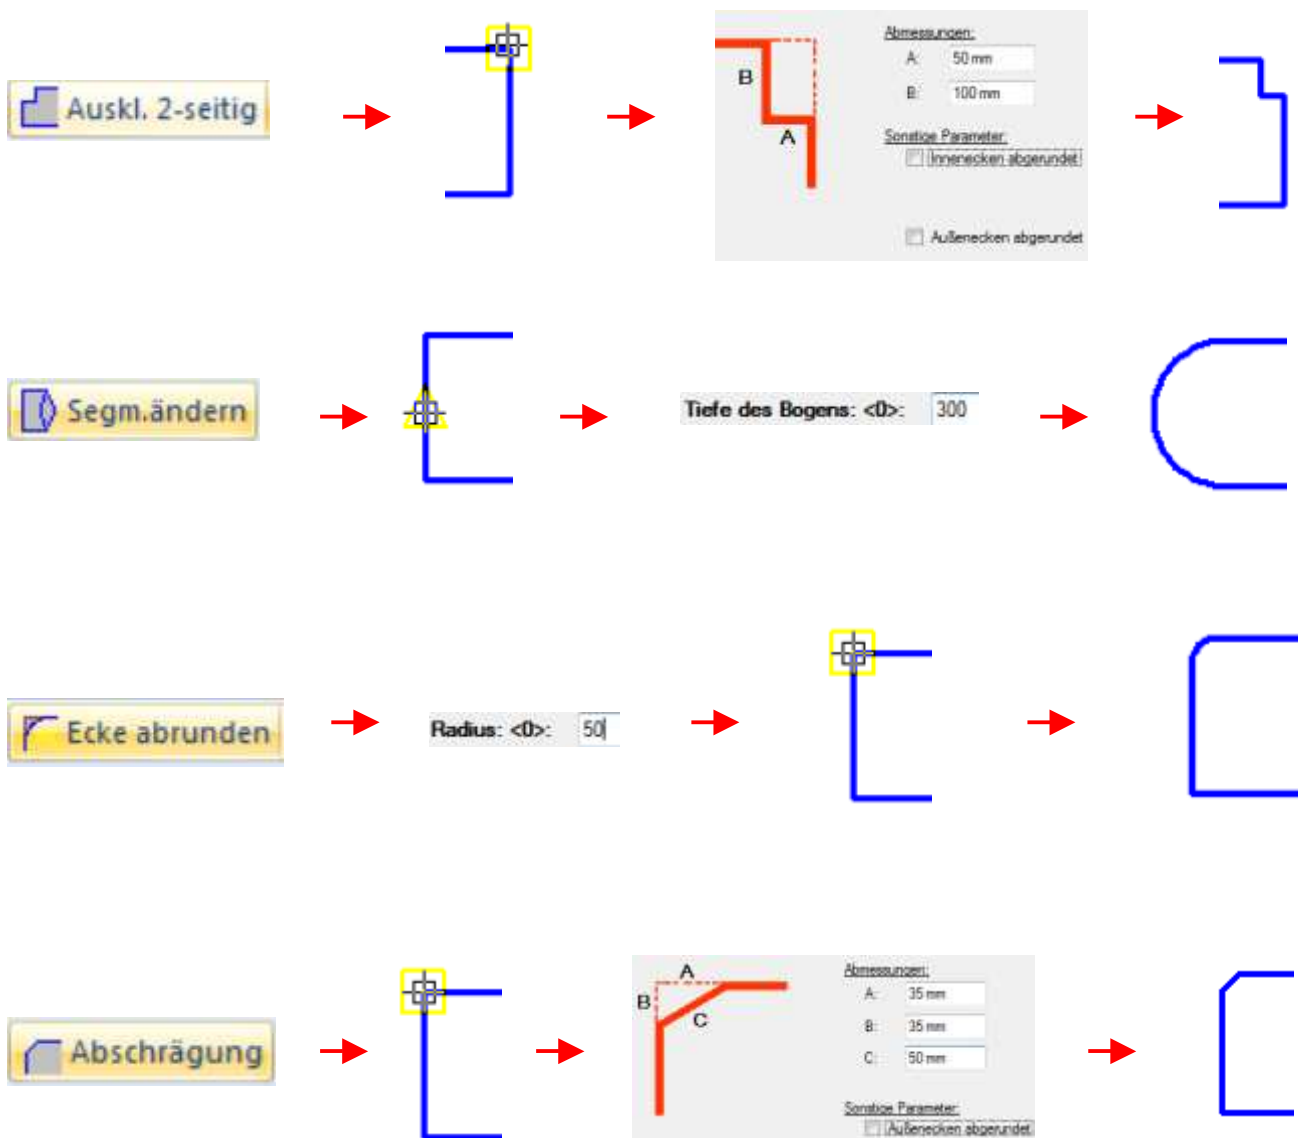 Auskl. 2-seitig
Abmessungen:
A: 50 mm
B: 100 mm
Sonstige Parameter:
Innenecken abgerundet
Außenecken abgerundet
B
A
Segm.ändern
Tiefe des Bogens: <0>: 300
Ecke abrunden
Radius: <0>: 50
Abschrägung
A
B
C
Abmessungen:
A: 35 mm
B: 35 mm
C: 50 mm
Sonstige Parameter:
Außenecken abgerundet